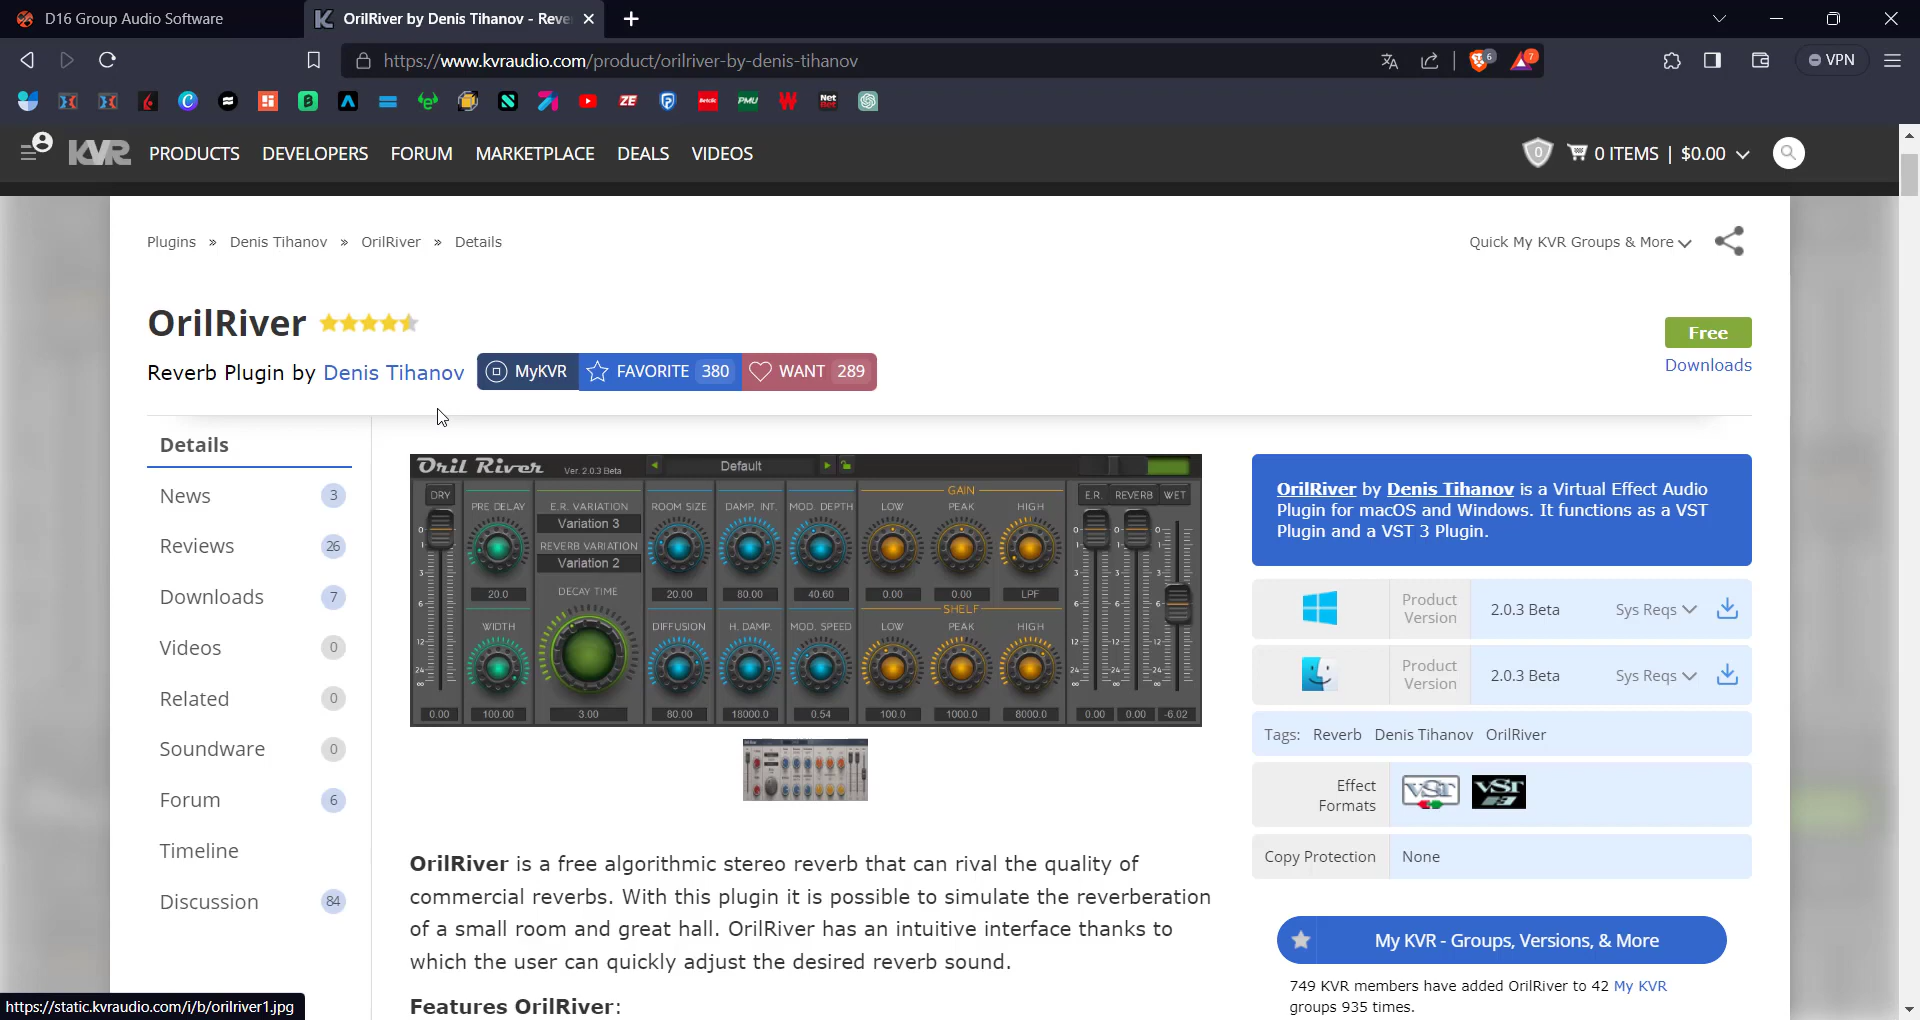 D16 Group Audio Software
OrilRiver by Denis Tihanov - Reve
https://www.kvraudio.com/product/orilriver-by-denis-tihanov
6
7
VPN
ZE
betclic
PMU
W
Net
Bet
KVR
PRODUCTS
DEVELOPERS
FORUM
MARKETPLACE
DEALS
VIDEOS
0
0 ITEMS | $0.00
Plugins » Denis Tihanov » OrilRiver » Details
Quick My KVR Groups & More
OrilRiver
Free
Reverb Plugin by Denis Tihanov
MyKVR
FAVORITE 380
WANT 289
Downloads
Details
News 3
Reviews 26
Downloads 7
Videos 0
Related 0
Soundware 0
Forum 6
Timeline
Discussion 84
Oril River
Ver. 2.0.3 Beta
Default
DRY
PRE DELAY
E.R. VARIATION
Variation 3
REVERB VARIATION
Variation 2
DECAY TIME
ROOM SIZE
DAMP. INT.
MOD. DEPTH
GAIN
LOW
PEAK
HIGH
E.R.
REVERB
WET
20.0
20.00
80.00
40.60
0.00
0.00
LPF
SHELF
WIDTH
DIFFUSION
H. DAMP.
MOD. SPEED
LOW
PEAK
HIGH
0.00
100.00
3.00
80.00
18000.0
0.54
100.0
1000.0
8000.0
0.00
0.00
-6.02
OrilRiver by Denis Tihanov is a Virtual Effect Audio
Plugin for macOS and Windows. It functions as a VST
Plugin and a VST 3 Plugin.
Product
Version
2.0.3 Beta
Sys Reqs
Product
Version
2.0.3 Beta
Sys Reqs
Tags: Reverb Denis Tihanov OrilRiver
Effect
Formats
VST
VST
3
Copy Protection
None
My KVR - Groups, Versions, & More
749 KVR members have added OrilRiver to 42 My KVR
groups 935 times.
OrilRiver is a free algorithmic stereo reverb that can rival the quality of
commercial reverbs. With this plugin it is possible to simulate the reverberation
of a small room and great hall. OrilRiver has an intuitive interface thanks to
which the user can quickly adjust the desired reverb sound.
Features OrilRiver:
https://static.kvraudio.com/i/b/orilriver1.jpg